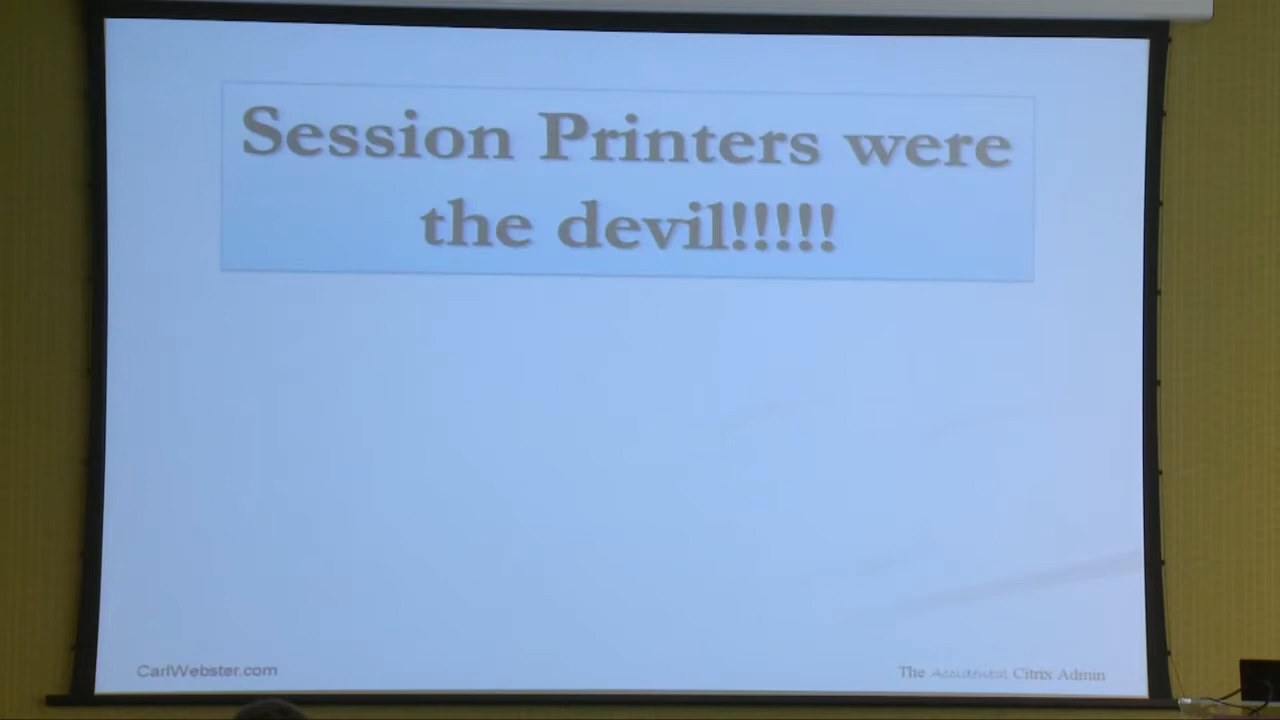 Session Printers were
the devil!!!!!
CarlWebster.com
The Accidental Citrix Admin